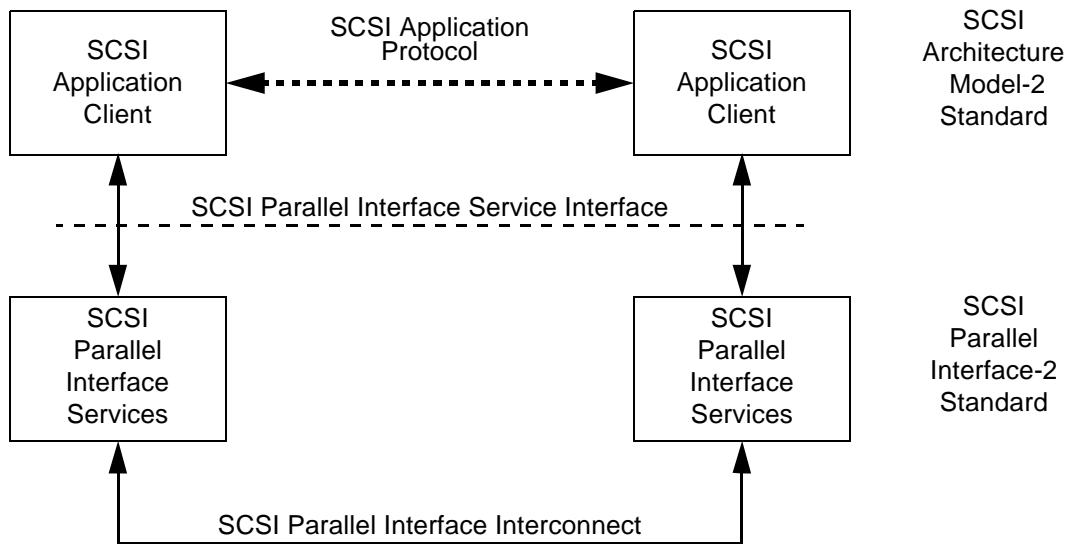 SCSI Application
Protocol
SCSI
Application
Client
SCSI
Application
Client
SCSI
Architecture
Model-2
Standard
SCSI Parallel Interface Service Interface
SCSI
Parallel
Interface
Services
SCSI
Parallel
Interface
Services
SCSI
Parallel
Interface-2
Standard
SCSI Parallel Interface Interconnect